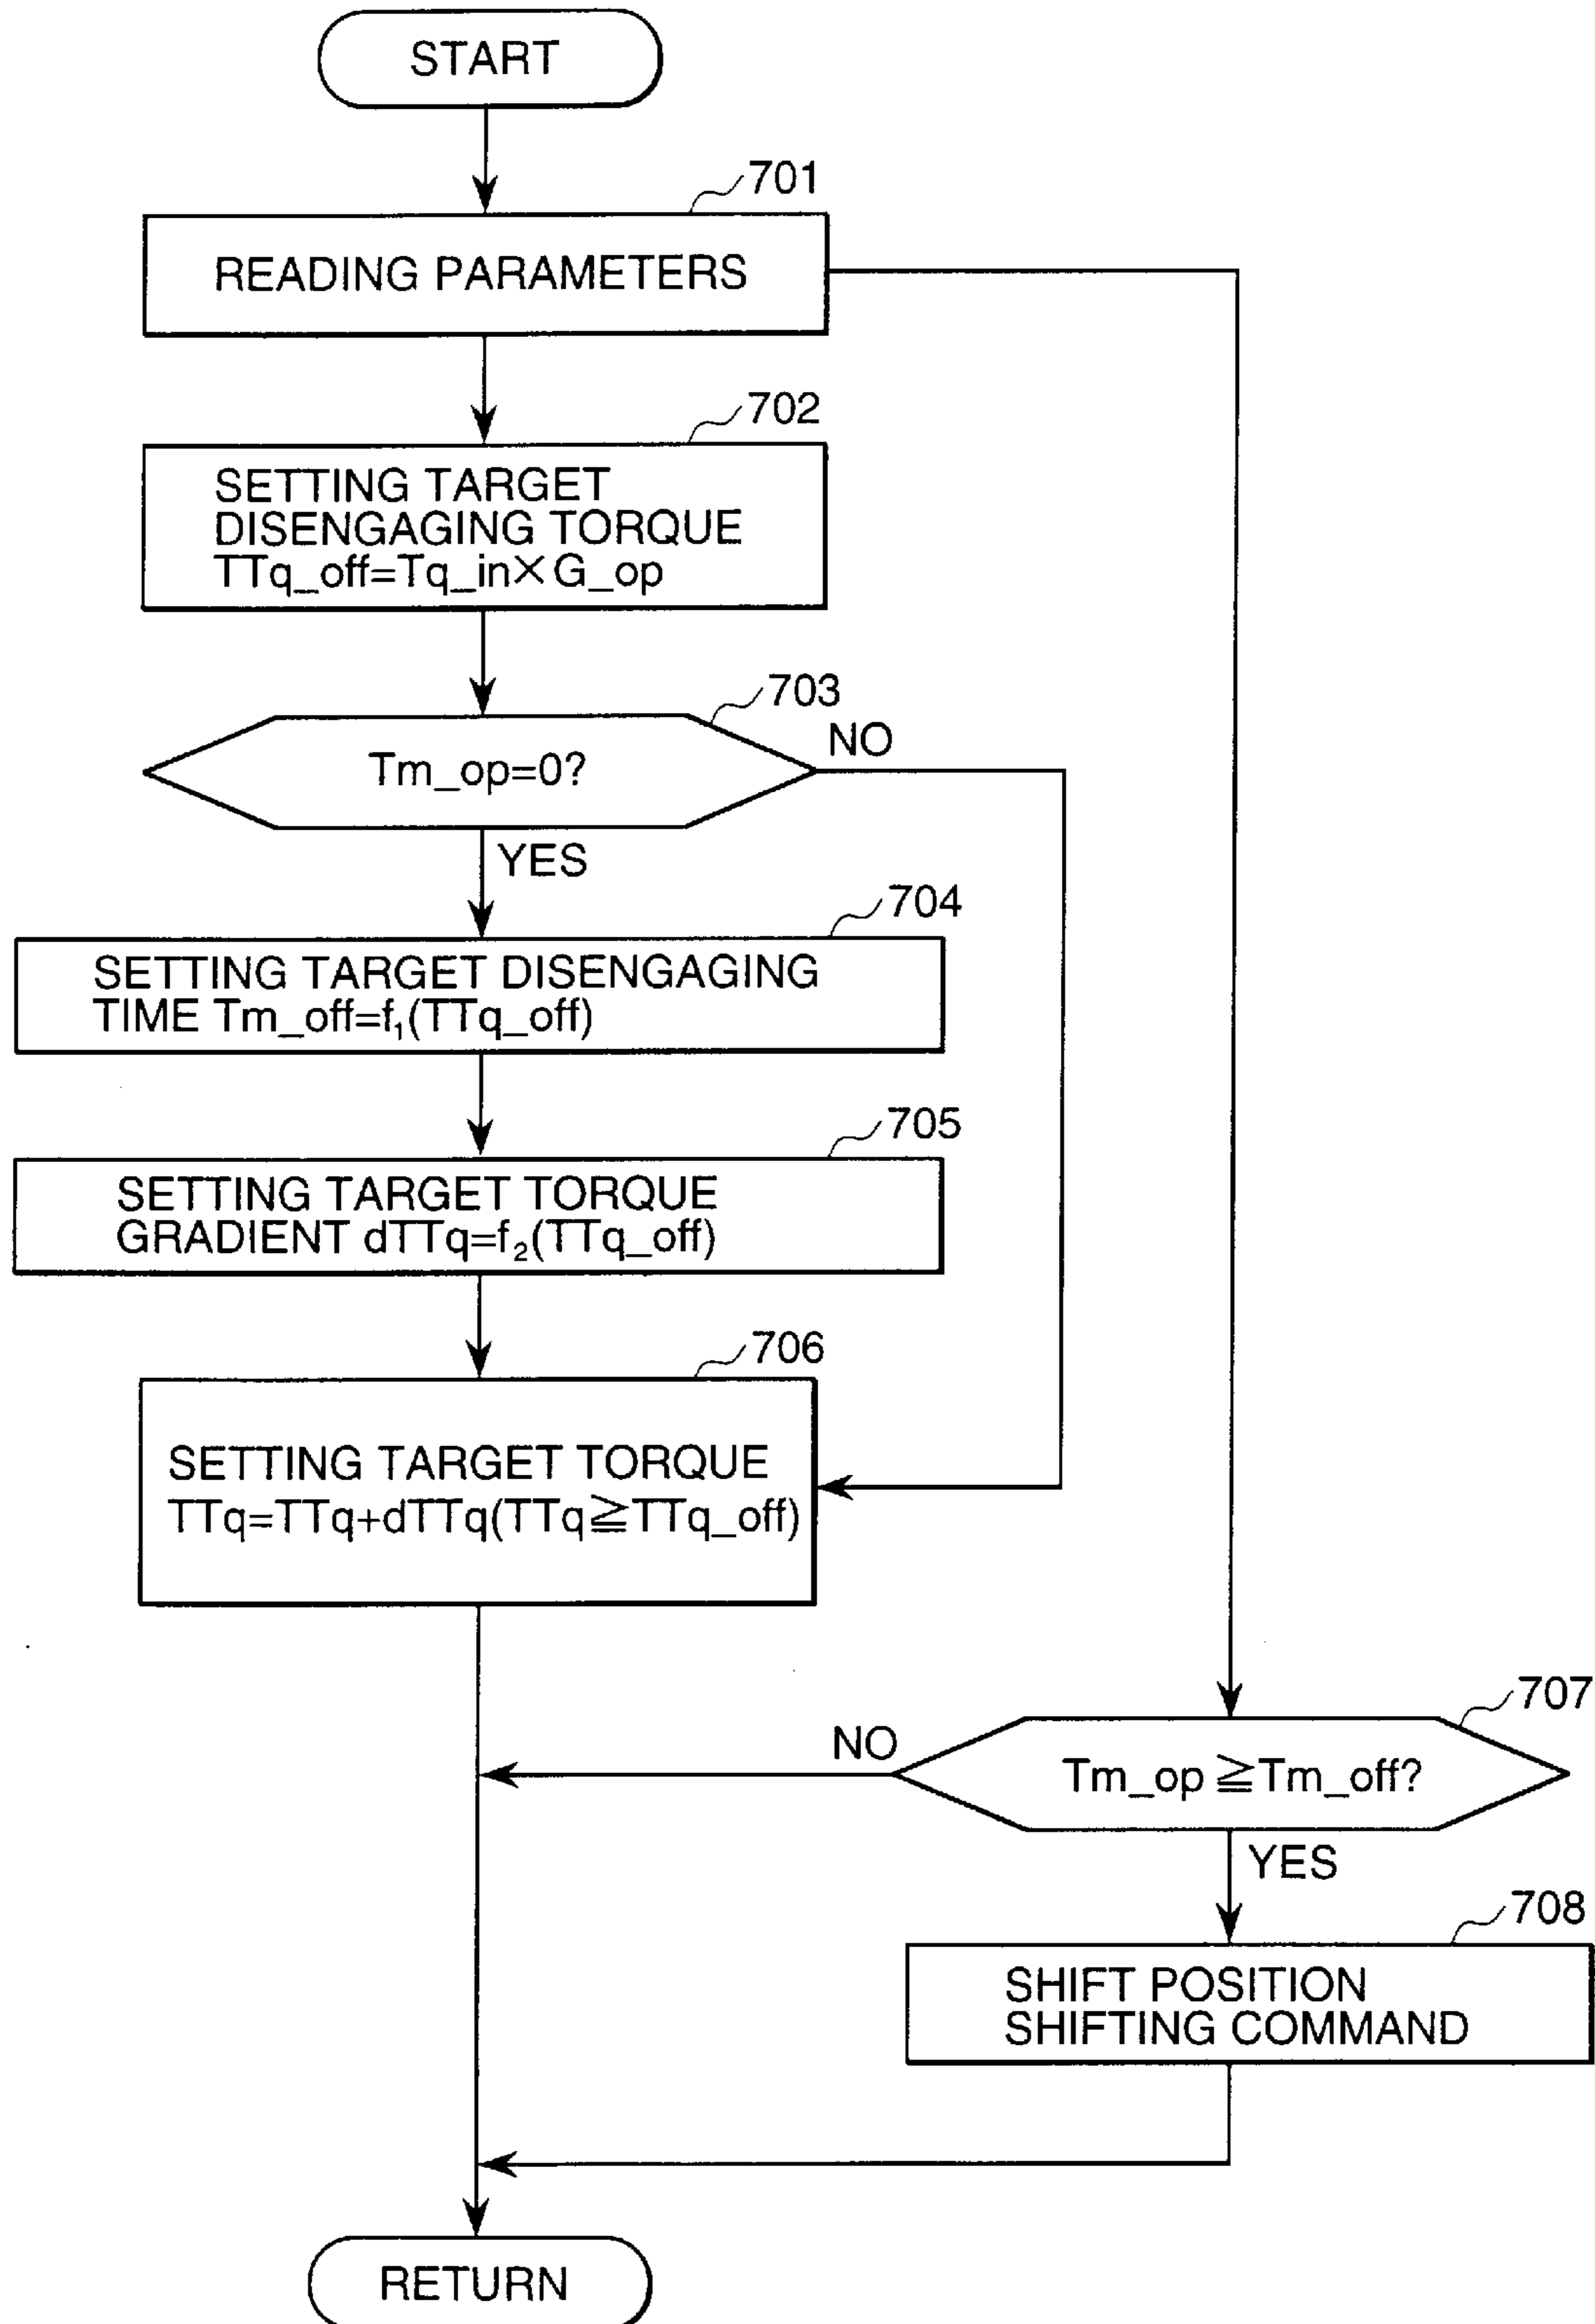 START
701
READING PARAMETERS
702
SETTING TARGET
DISENGAGING TORQUE
TTq_off=Tq_in×G_op
703
Tm_op=0?
NO
YES
704
SETTING TARGET DISENGAGING
TIME Tm_off=f₁(TTq_off)
705
SETTING TARGET TORQUE
GRADIENT dTTq=f₂(TTq_off)
706
SETTING TARGET TORQUE
TTq=TTq+dTTq(TTq≧TTq_off)
707
Tm_op≧Tm_off?
NO
YES
708
SHIFT POSITION
SHIFTING COMMAND
RETURN